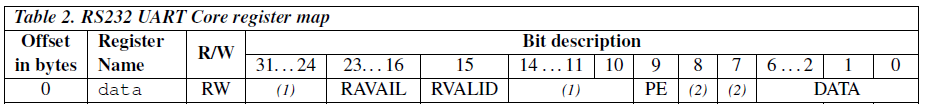 Table 2. RS232 UART Core register map
Offset in bytes Register Name R/W Bit description
31...24 23...16 15 14...11 10 9 8 7 6...2 1 0
0 data RW (1) RAVAIL RVALID (1) PE (2) (2) DATA